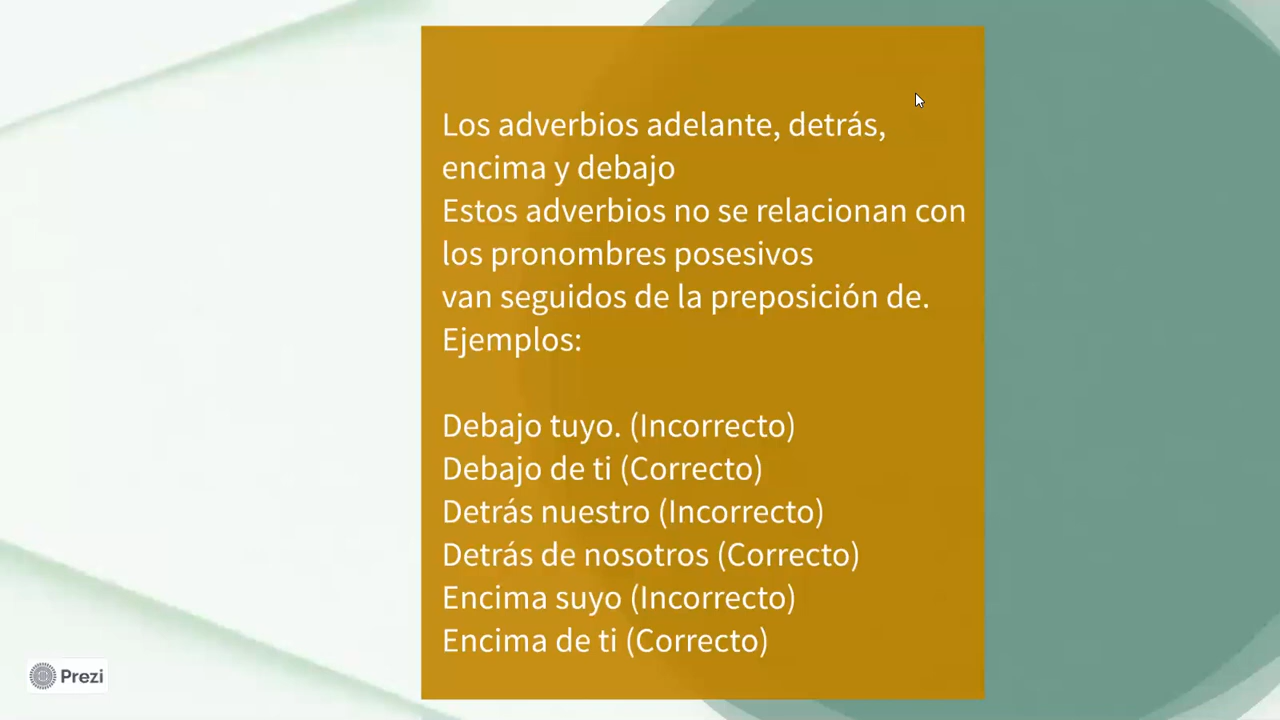 Los adverbios adelante, detrás,
encima y debajo
Estos adverbios no se relacionan con
los pronombres posesivos
van seguidos de la preposición de.
Ejemplos:
Debajo tuyo. (Incorrecto)
Debajo de ti (Correcto)
Detrás nuestro (Incorrecto)
Detrás de nosotros (Correcto)
Encima suyo (Incorrecto)
Encima de ti (Correcto)
Prezi